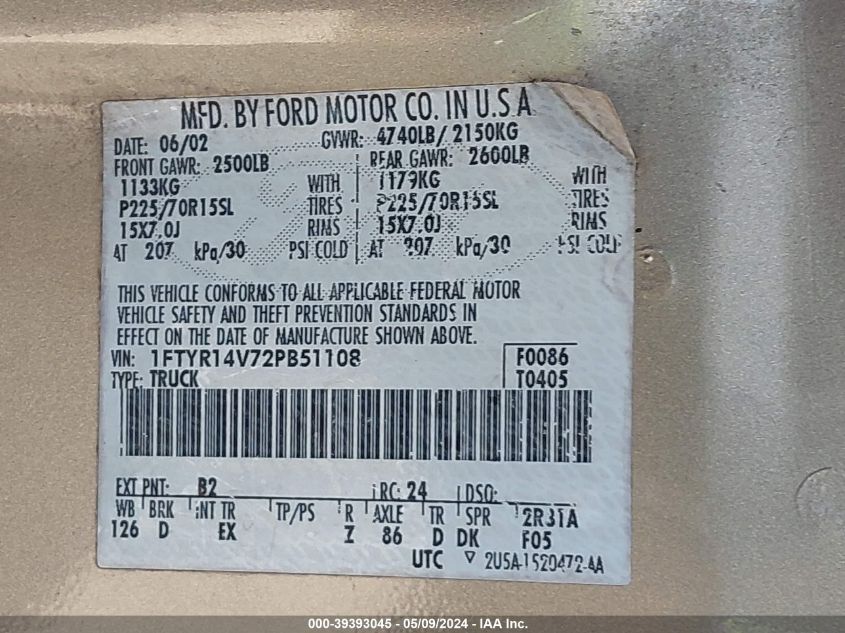 MFD. BY FORD MOTOR CO. IN U.S.A.
DATE: 06/02 GVWR: 4740LB/ 2150KG
FRONT GAWR: 2500LB REAR GAWR: 2600LB
1133KG WITH 1179KG WITH
P225/70R15SL TIRES P225/70R15SL TIRES
15X7.0J RIMS 15X7.0J RIMS
AT 207 kPa/30 PSI COLD AT 207 kPa/30 PSI COLD
THIS VEHICLE CONFORMS TO ALL APPLICABLE FEDERAL MOTOR
VEHICLE SAFETY AND THEFT PREVENTION STANDARDS IN
EFFECT ON THE DATE OF MANUFACTURE SHOWN ABOVE.
VIN: 1FTYR14V72PB51108 F0086
TYPE: TRUCK T0405
EXT PNT: B2 RC: 24 DSO:
WB BRK INT TR TP/PS R AXLE TR SPR 2R31A
126 D EX Z 86 D DK F05
UTC ▽ 2U5A-1520472-AA
000-39393045 - 05/09/2024 - IAA Inc.